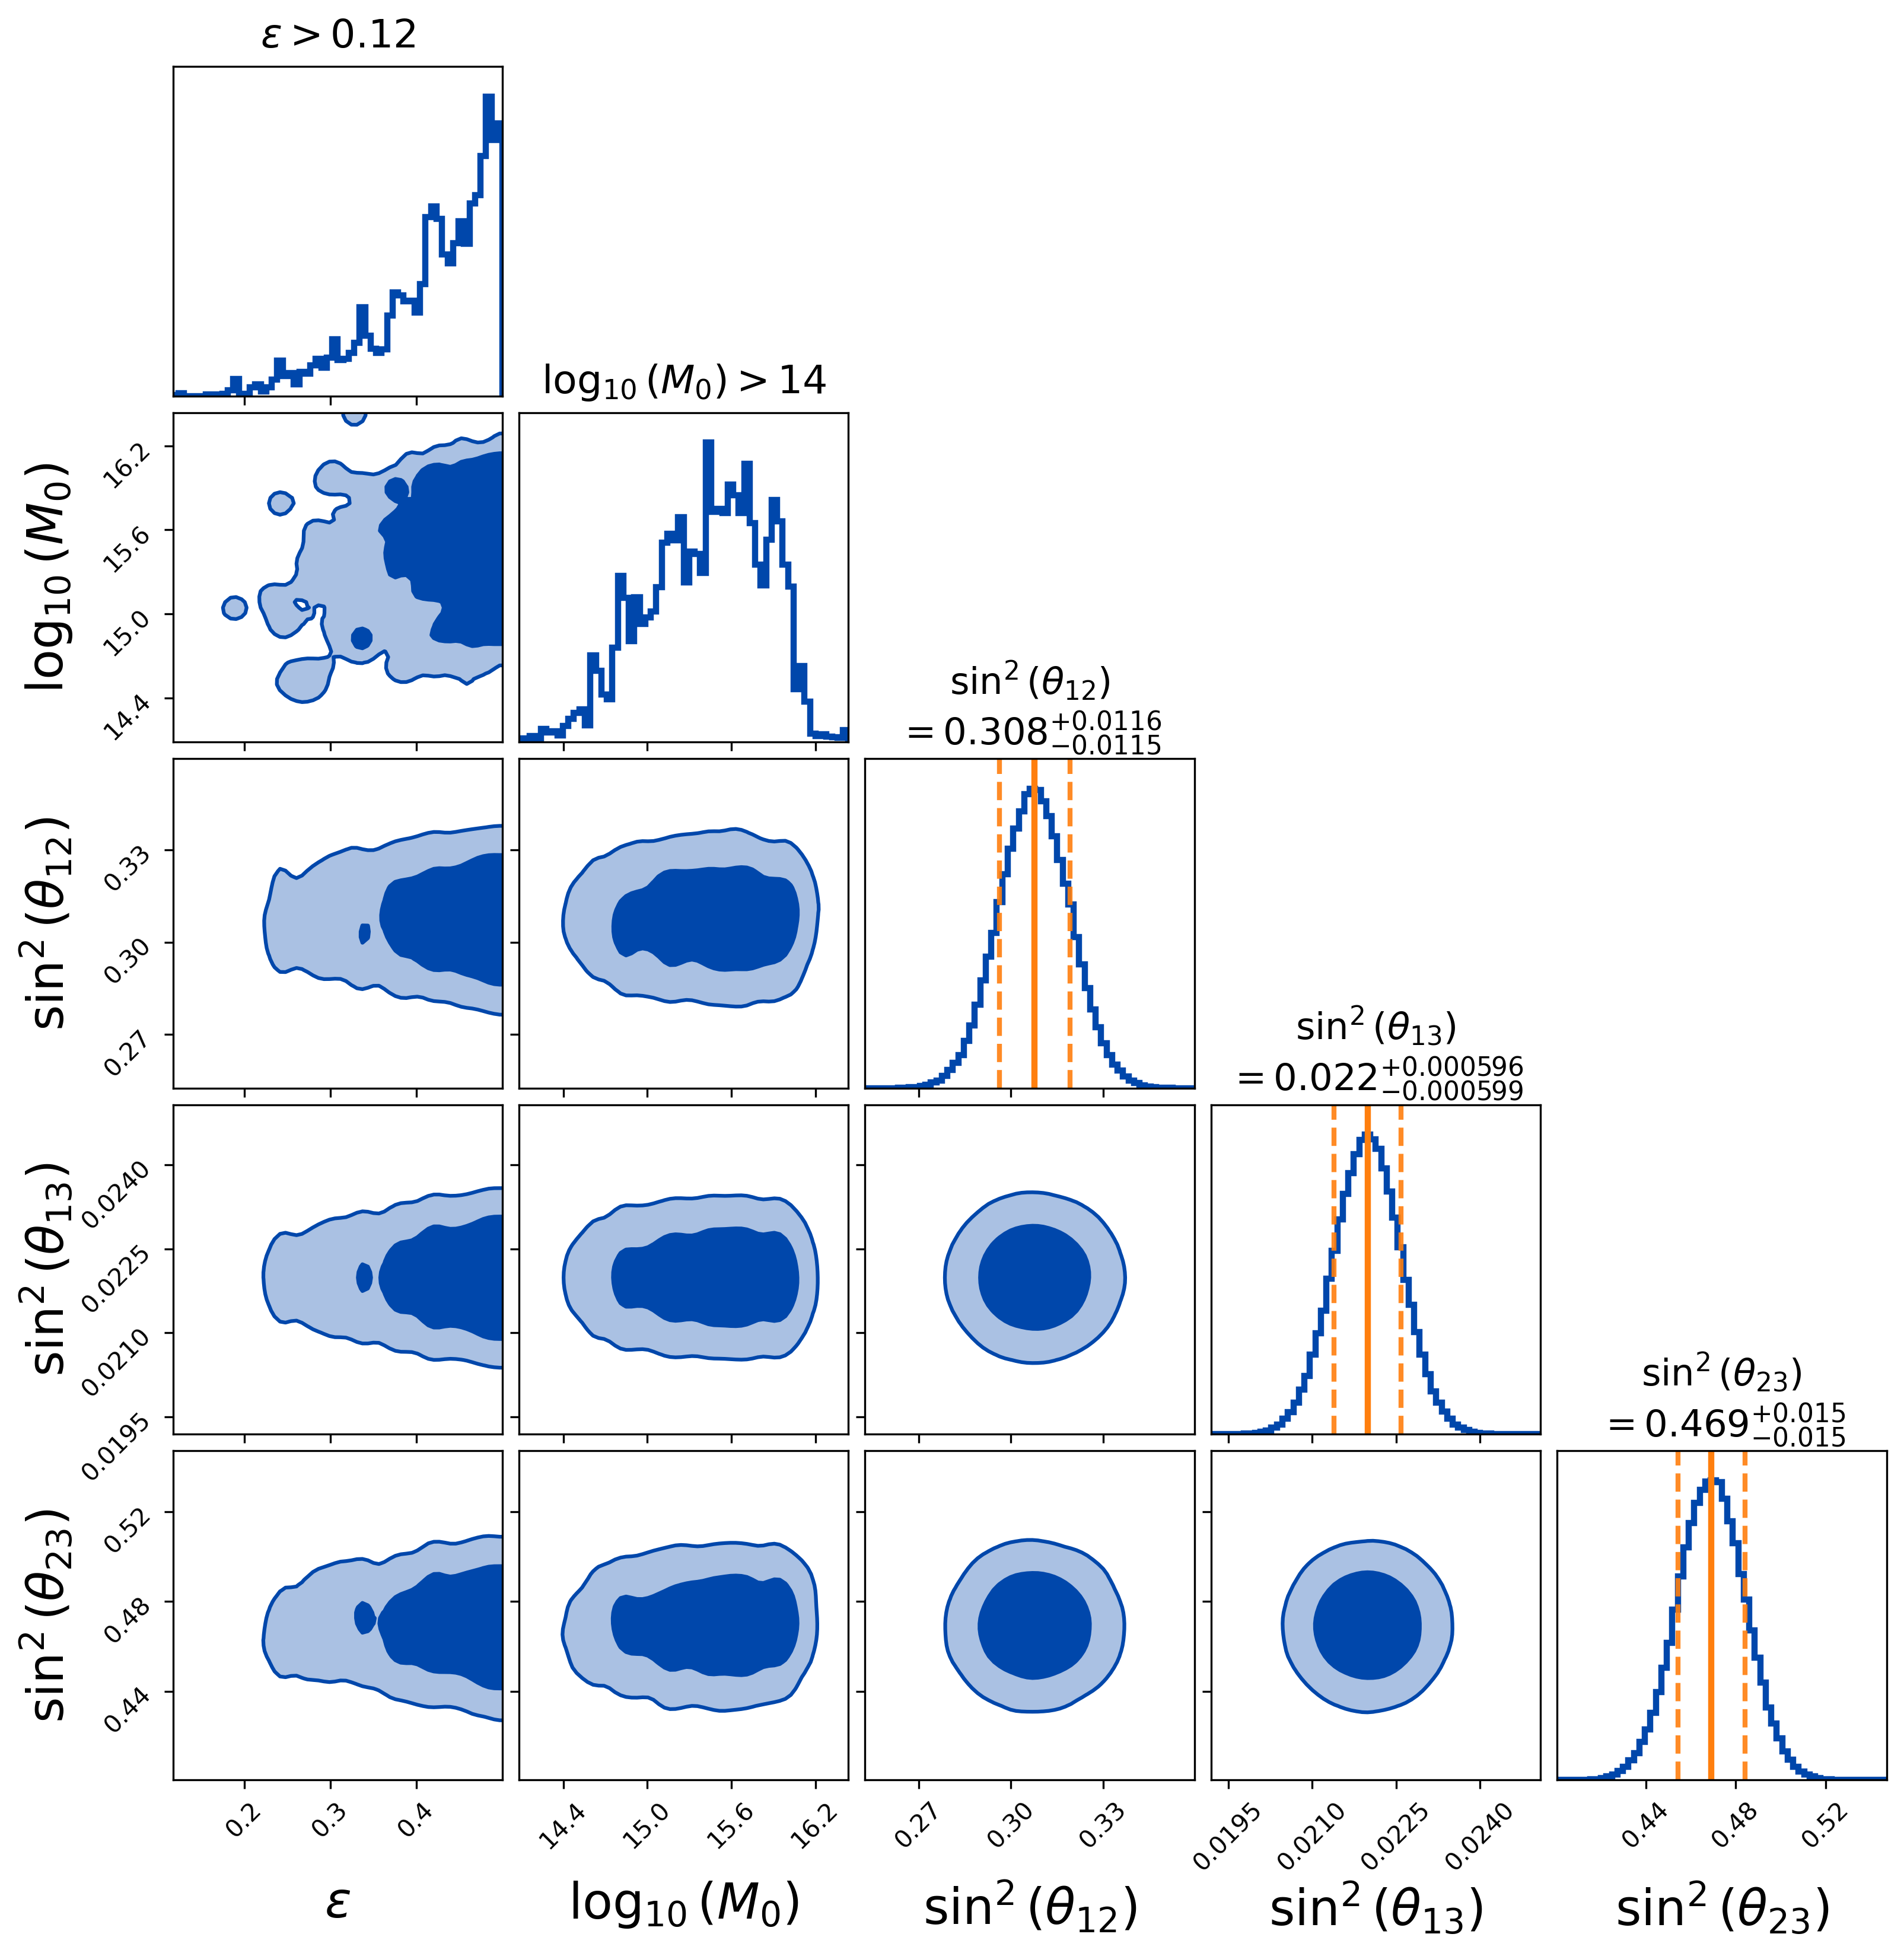 ε > 0.12
log₁₀ (M₀) > 14
16.2
15.6
15.0
14.4
log₁₀ (M₀)
sin² (θ₁₂)
= 0.308 +0.0116 −0.0115
0.33
0.30
0.27
sin² (θ₁₂)
sin² (θ₁₃)
= 0.022 +0.000596 −0.000599
0.0240
0.0225
0.0210
0.0195
sin² (θ₁₃)
sin² (θ₂₃)
= 0.469 +0.015 −0.015
0.52
0.48
0.44
sin² (θ₂₃)
0.2 0.3 0.4 14.4 15.0 15.6 16.2 0.27 0.30 0.33 0.0195 0.0210 0.0225 0.0240 0.44 0.48 0.52
ε log₁₀ (M₀) sin² (θ₁₂) sin² (θ₁₃) sin² (θ₂₃)